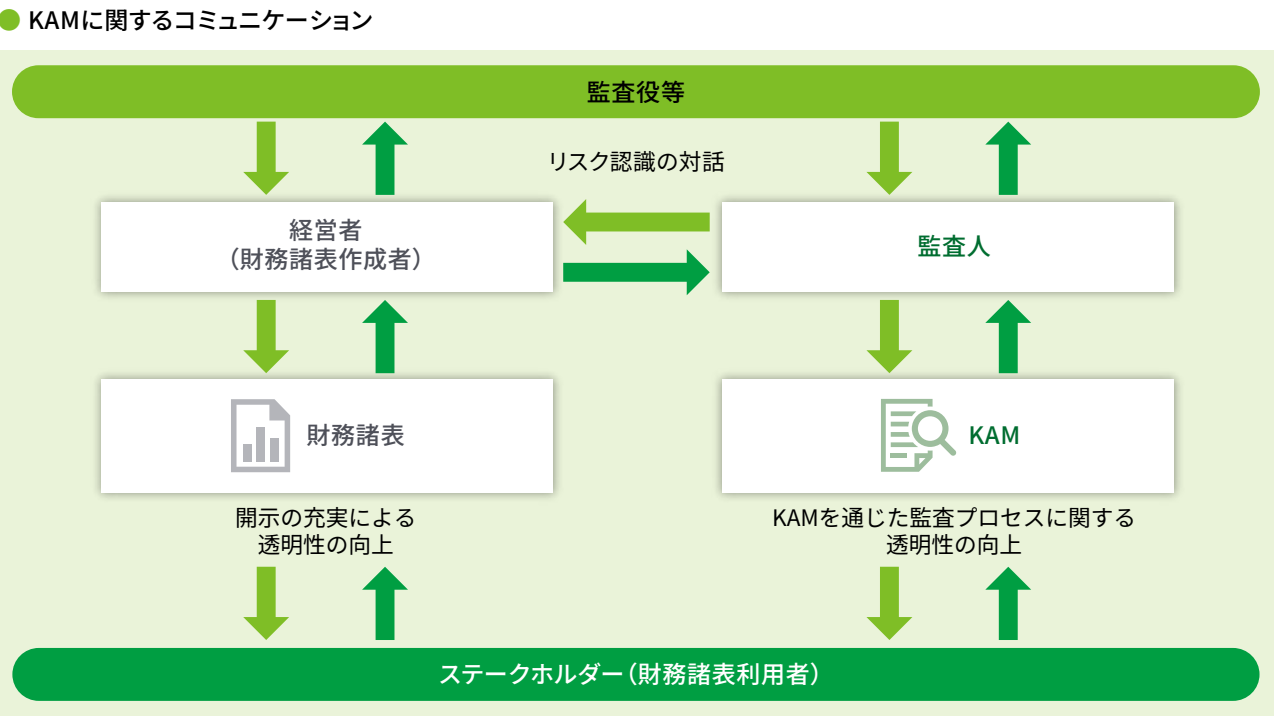 KAMに関するコミュニケーション
監査役等
リスク認識の対話
経営者
（財務諸表作成者）
監査人
財務諸表
KAM
開示の充実による
透明性の向上
KAMを通じた監査プロセスに関する
透明性の向上
ステークホルダー（財務諸表利用者）